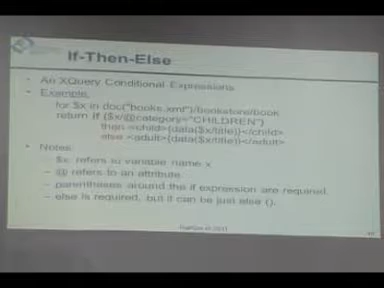 If-Then-Else
• An XQuery Conditional Expressions
• Example:
for $x in doc("books.xml")/bookstore/book
return if ($x/@category="CHILDREN")
then <child>{data($x/title)}</child>
else <adult>{data($x/title)}</adult>
• Notes:
– $x: refers to variable name x
– @ refers to an attribute.
– parentheses around the if expression are required.
– else is required, but it can be just else ().